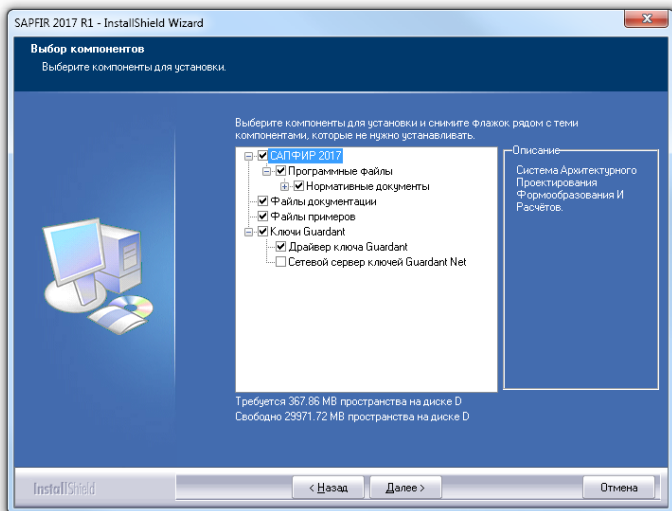 SAPFIR 2017 R1 - InstallShield Wizard
Выбор компонентов
Выберите компоненты для установки.
Выберите компоненты для установки и снимите флажок рядом с теми
компонентами, которые не нужно устанавливать.
САПФИР 2017
Программные файлы
Нормативные документы
Файлы документации
Файлы примеров
Ключи Guardant
Драйвер ключа Guardant
Сетевой сервер ключей Guardant Net
Описание
Система Архитектурного
Проектирования
Формообразования И
Расчётов.
Требуется 367.86 MB пространства на диске D
Свободно 29971.72 MB пространства на диске D
InstallShield
< Назад
Далее >
Отмена